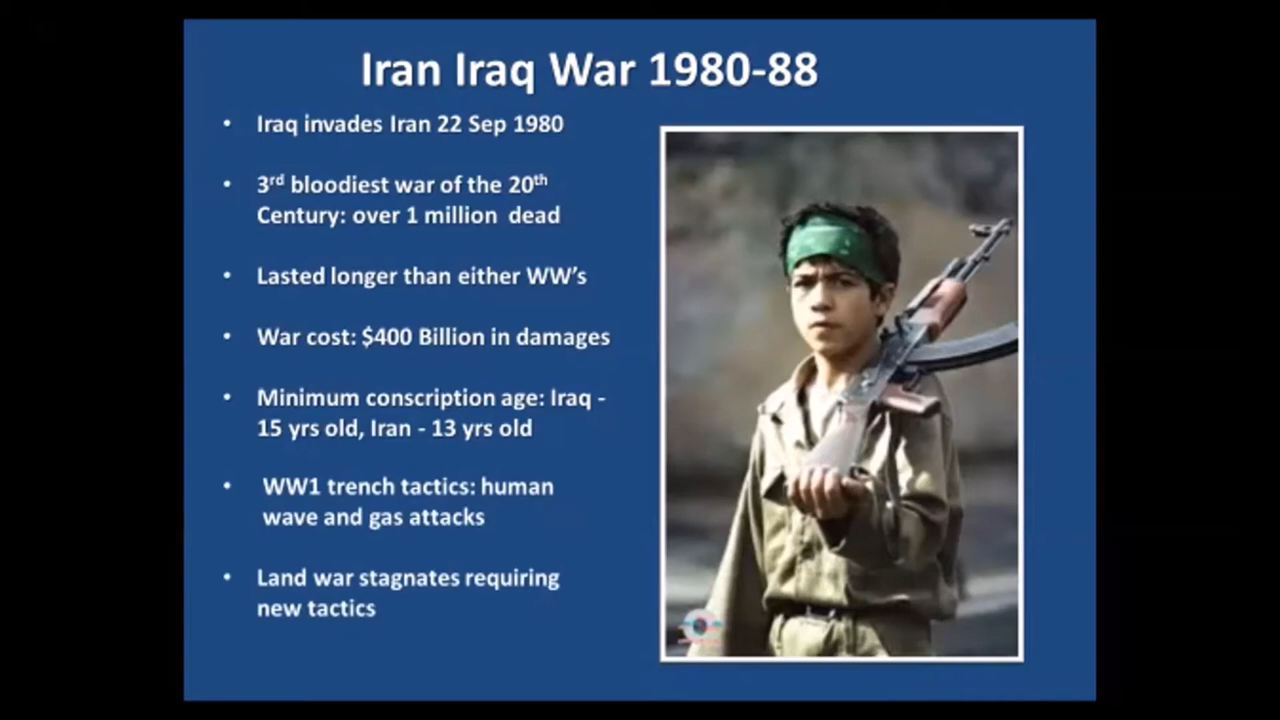 Iran Iraq War 1980-88
• Iraq invades Iran 22 Sep 1980
• 3rd bloodiest war of the 20th
Century: over 1 million dead
• Lasted longer than either WW’s
• War cost: $400 Billion in damages
• Minimum conscription age: Iraq -
15 yrs old, Iran - 13 yrs old
• WW1 trench tactics: human
wave and gas attacks
• Land war stagnates requiring
new tactics